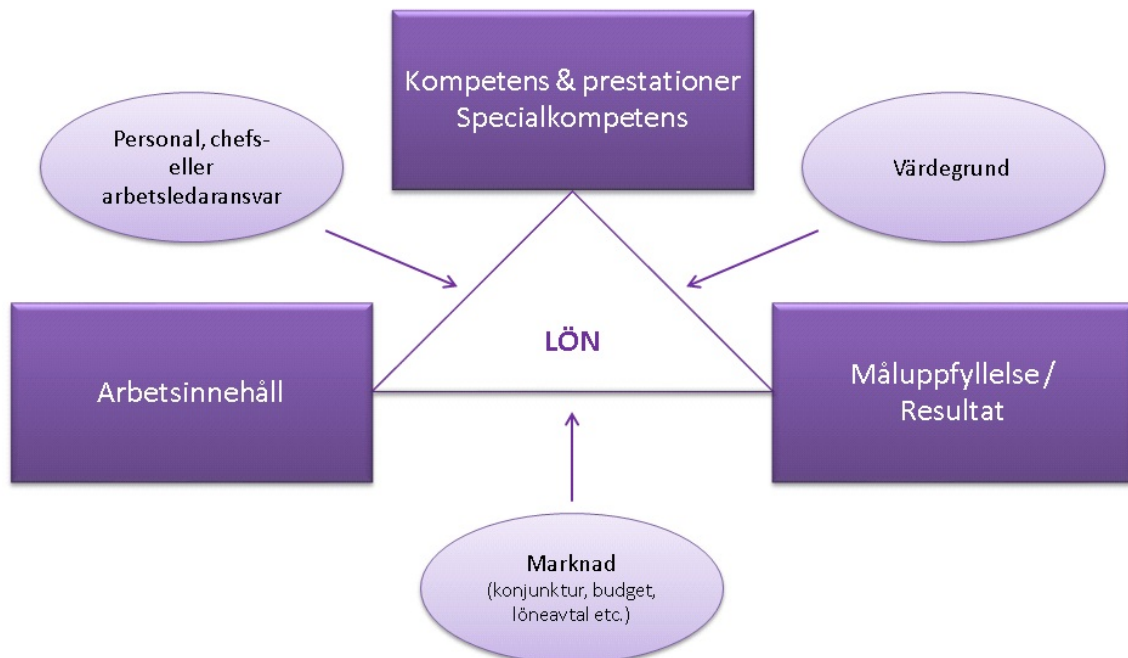 Kompetens & prestationer
Specialkompetens
Personal, chefs-
eller
arbetsledaransvar
Värdegrund
LÖN
Arbetsinnehåll
Måluppfyllelse /
Resultat
Marknad
(konjunktur, budget,
löneavtal etc.)